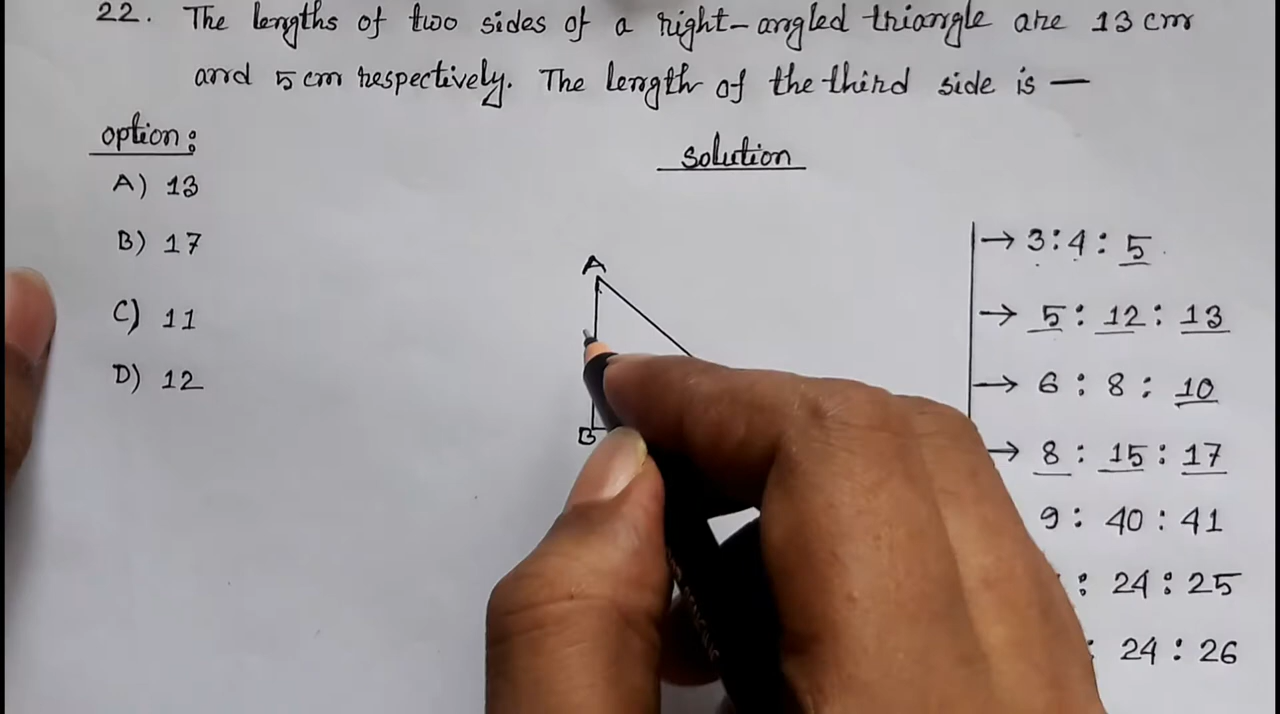 22. The lengths of two sides of a right-angled triangle are 13 cm
and 5 cm respectively. The length of the third side is —
option:
A) 13
B) 17
C) 11
D) 12
Solution
A
B
→ 3:4:5
→ 5:12:13
→ 6:8:10
→ 8:15:17
9:40:41
: 24:25
: 24:26